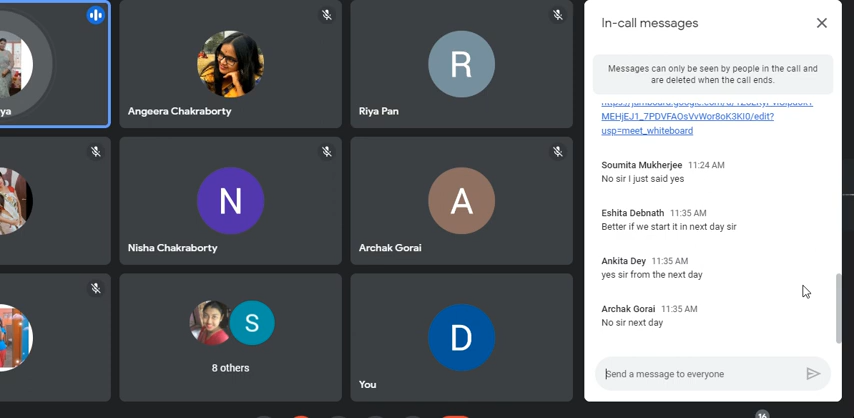 ya
Angeera Chakraborty
R
Riya Pan
N
Nisha Chakraborty
A
Archak Gorai
S
8 others
D
You
In-call messages
Messages can only be seen by people in the call and
are deleted when the call ends.
MEHjEJ1_7PDVFAOsVvWor8oK3KI0/edit?
usp=meet_whiteboard
Soumita Mukherjee 11:24 AM
No sir I just said yes
Eshita Debnath 11:35 AM
Better if we start it in next day sir
Ankita Dey 11:35 AM
yes sir from the next day
Archak Gorai 11:35 AM
No sir next day
Send a message to everyone
16